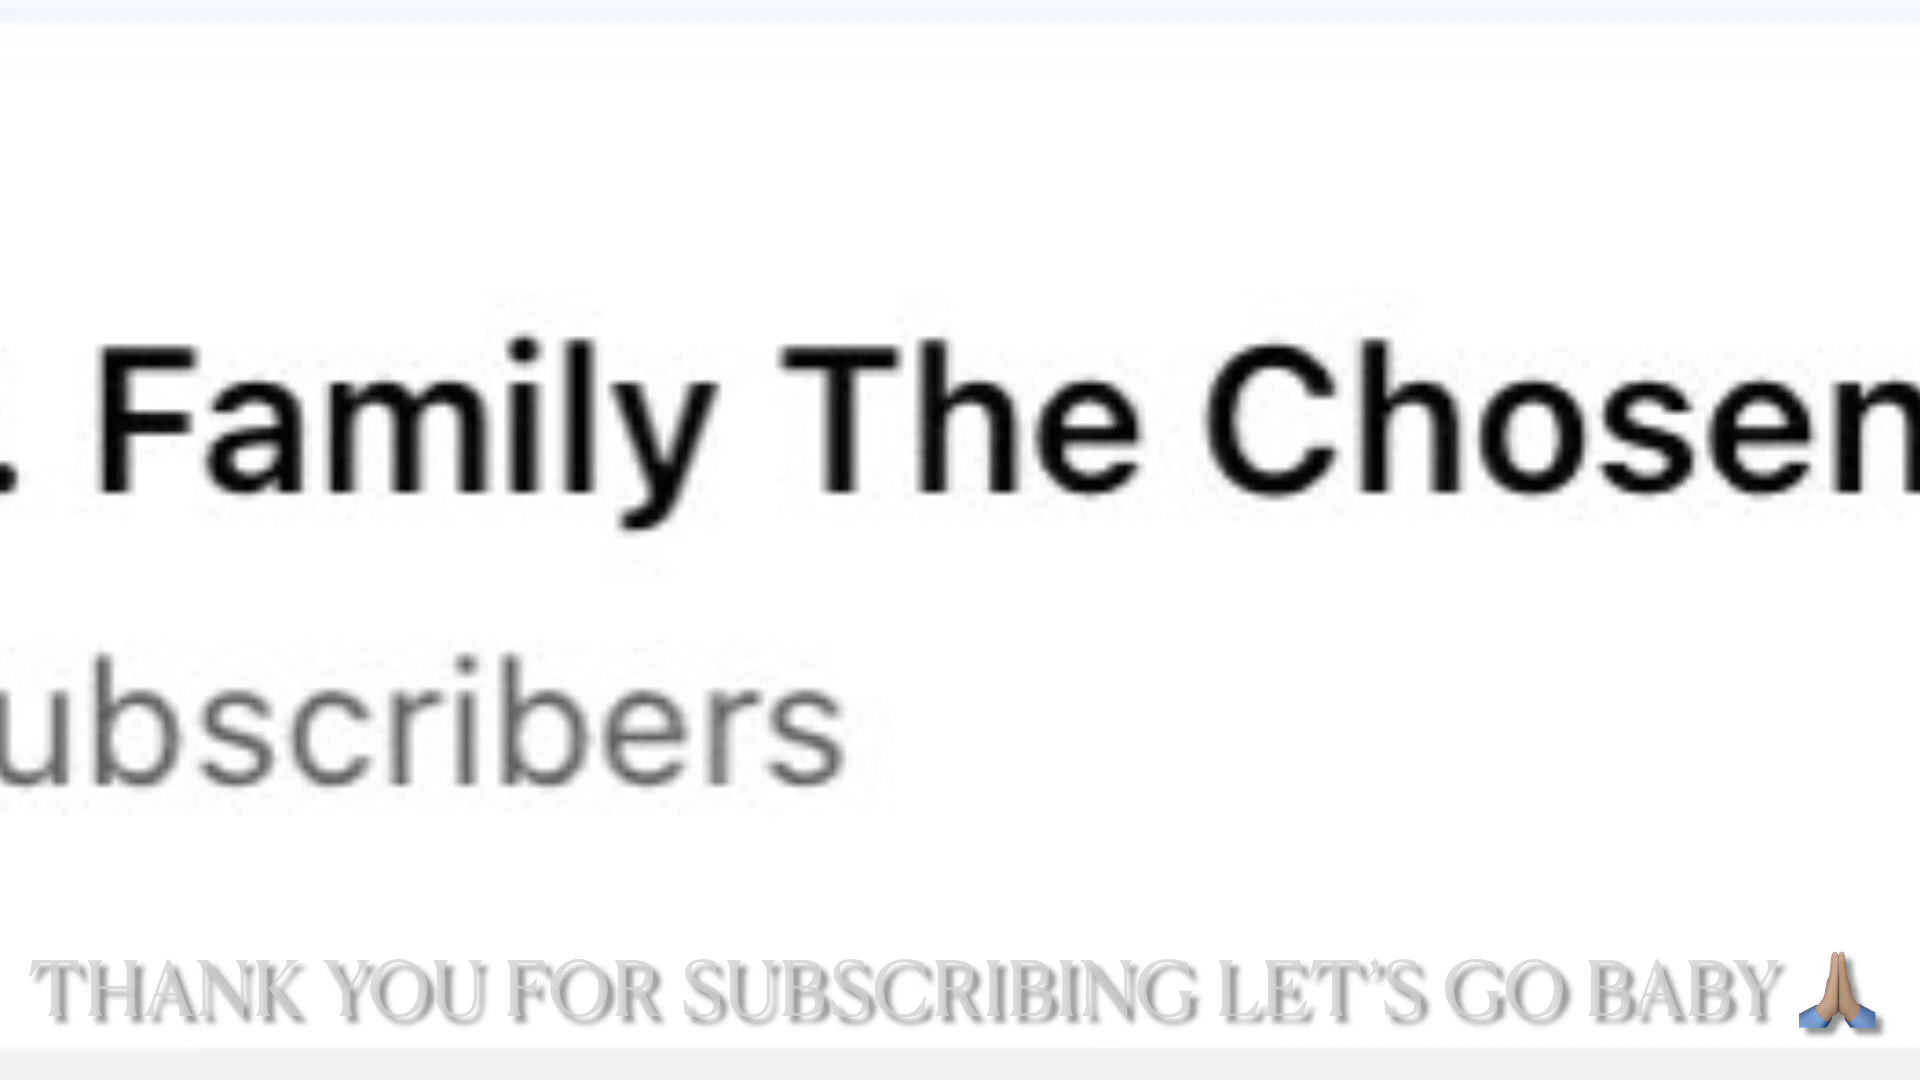 . Family The Chosen
ubscribers
THANK YOU FOR SUBSCRIBING LET'S GO BABY 🙏🏽